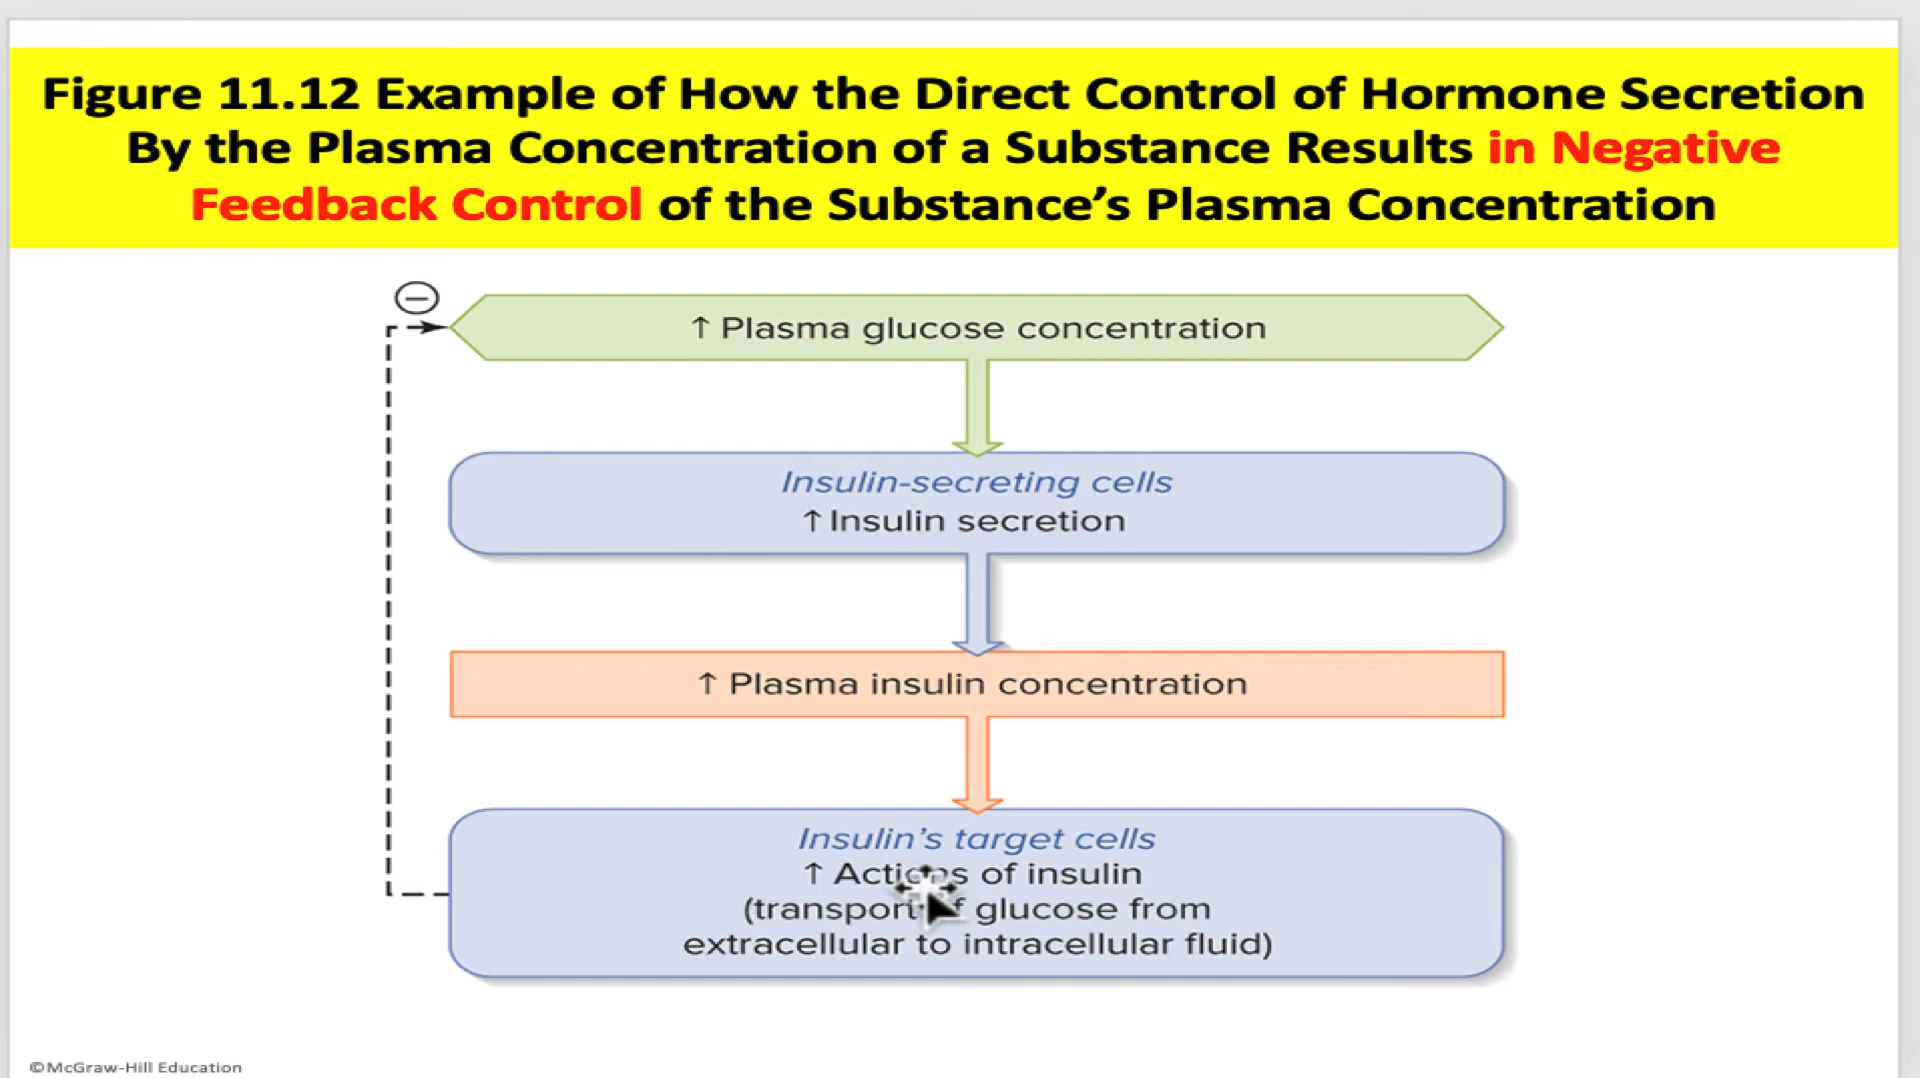 Figure 11.12 Example of How the Direct Control of Hormone Secretion
By the Plasma Concentration of a Substance Results in Negative
Feedback Control of the Substance’s Plasma Concentration
↑ Plasma glucose concentration
Insulin-secreting cells
↑ Insulin secretion
↑ Plasma insulin concentration
Insulin’s target cells
↑ Actions of insulin
(transport of glucose from
extracellular to intracellular fluid)
©McGraw-Hill Education